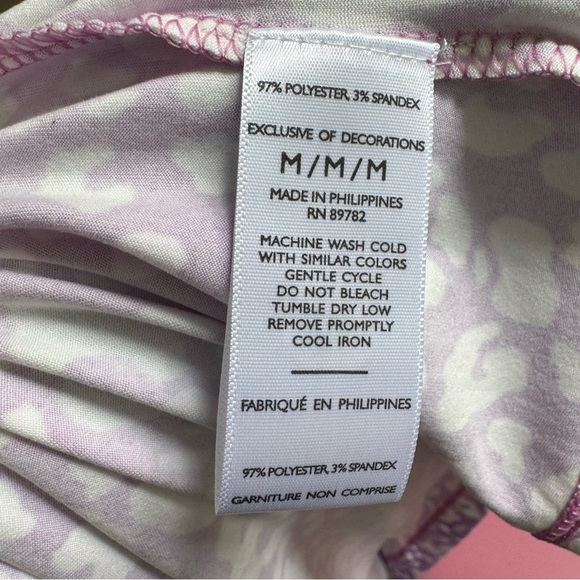 97% POLYESTER, 3% SPANDEX
EXCLUSIVE OF DECORATIONS
M/M/M
MADE IN PHILIPPINES
RN 89782
MACHINE WASH COLD
WITH SIMILAR COLORS
GENTLE CYCLE
DO NOT BLEACH
TUMBLE DRY LOW
REMOVE PROMPTLY
COOL IRON
FABRIQUÉ EN PHILIPPINES
97% POLYESTER, 3% SPANDEX
GARNITURE NON COMPRISE